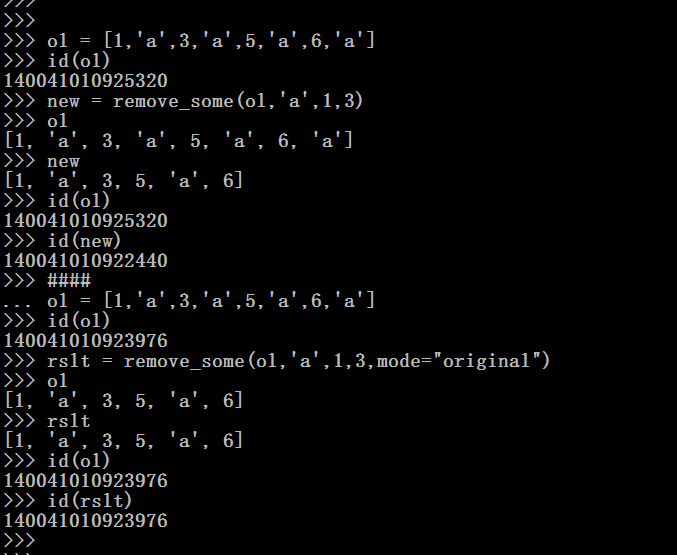 >>>
>>>
>>> ol = [1,'a',3,'a',5,'a',6,'a']
>>> id(ol)
140041010925320
>>> new = remove_some(ol,'a',1,3)
>>> ol
[1, 'a', 3, 'a', 5, 'a', 6, 'a']
>>> new
[1, 'a', 3, 5, 'a', 6]
>>> id(ol)
140041010925320
>>> id(new)
140041010922440
>>> ####
... ol = [1,'a',3,'a',5,'a',6,'a']
>>> id(ol)
140041010923976
>>> rslt = remove_some(ol,'a',1,3,mode="original")
>>> ol
[1, 'a', 3, 5, 'a', 6]
>>> rslt
[1, 'a', 3, 5, 'a', 6]
>>> id(ol)
140041010923976
>>> id(rslt)
140041010923976
>>>
>>>